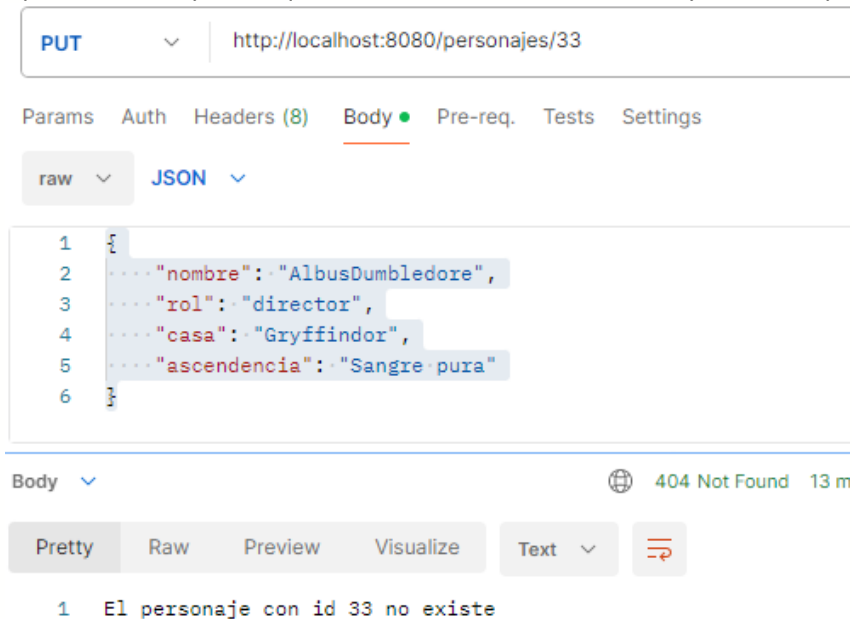 PUT http://localhost:8080/personajes/33
Params Auth Headers (8) Body Pre-req. Tests Settings
raw JSON
1 {
2 "nombre": "AlbusDumbledore",
3 "rol": "director",
4 "casa": "Gryffindor",
5 "ascendencia": "Sangre pura"
6 }
Body 404 Not Found 13 m
Pretty Raw Preview Visualize Text
1 El personaje con id 33 no existe